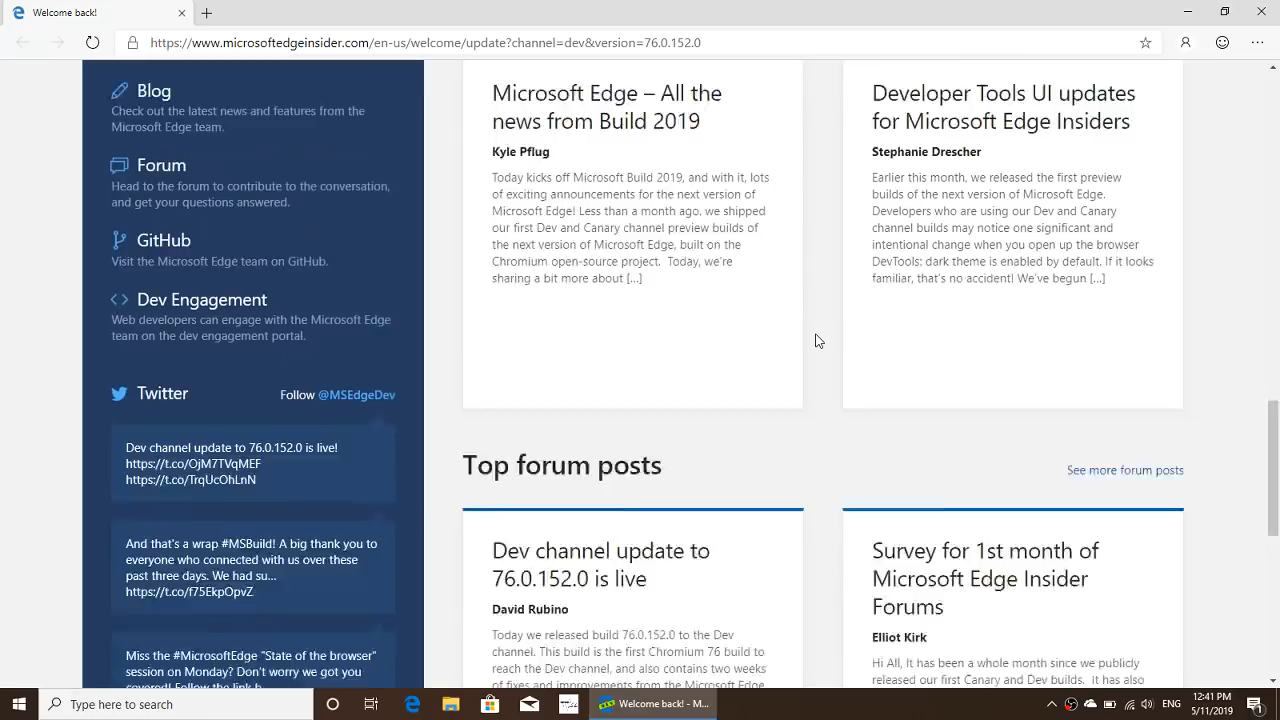 Welcome back!
https://www.microsoftedgeinsider.com/en-us/welcome/update?channel=dev&version=76.0.152.0
Blog
Check out the latest news and features from the
Microsoft Edge team.
Forum
Head to the forum to contribute to the conversation,
and get your questions answered.
GitHub
Visit the Microsoft Edge team on GitHub.
Dev Engagement
Web developers can engage with the Microsoft Edge
team on the dev engagement portal.
Twitter
Follow @MSEdgeDev
Dev channel update to 76.0.152.0 is live!
https://t.co/OjM7TVqMEF
https://t.co/TrqUcOhLnN
And that's a wrap #MSBuild! A big thank you to
everyone who connected with us over these
past three days. We had su...
https://t.co/f75EkpOpvZ
Miss the #MicrosoftEdge "State of the browser"
session on Monday? Don't worry we got you
covered! Follow the link b
Microsoft Edge – All the
news from Build 2019
Kyle Pflug
Today kicks off Microsoft Build 2019, and with it, lots
of exciting announcements for the next version of
Microsoft Edge! Less than a month ago, we shipped
our first Dev and Canary channel preview builds of
the next version of Microsoft Edge, built on the
Chromium open-source project. Today, we're
sharing a bit more about [...]
Developer Tools UI updates
for Microsoft Edge Insiders
Stephanie Drescher
Earlier this month, we released the first preview
builds of the next version of Microsoft Edge.
Developers who are using our Dev and Canary
channel builds may notice one significant and
intentional change when you open up the browser
DevTools: dark theme is enabled by default. If it looks
familiar, that's no accident! We've begun [...]
Top forum posts
See more forum posts
Dev channel update to
76.0.152.0 is live
David Rubino
Today we released build 76.0.152.0 to the Dev
channel. This build is the first Chromium 76 build to
reach the Dev channel, and also contains two weeks
of fixes and improvements from the Microsoft Edge
Survey for 1st month of
Microsoft Edge Insider
Forums
Elliot Kirk
Hi All, It has been a whole month since we publicly
released our first Canary and Dev builds. It has also
Type here to search
Welcome back! - M...
ENG
12:41 PM
5/11/2019